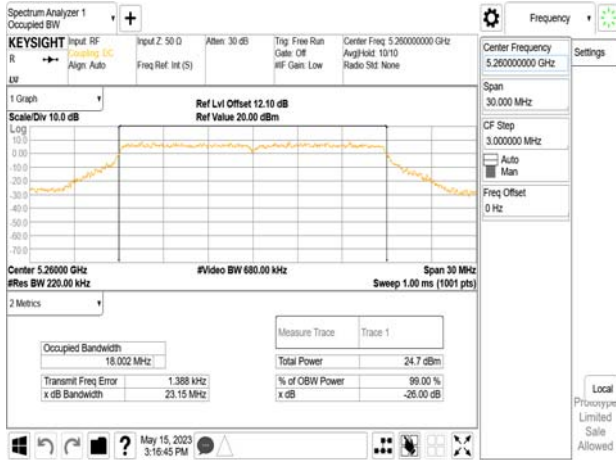 Spectrum Analyzer 1
Occupied BW
+
Frequency
KEYSIGHT
R
Input: RF
Coupling: DC
Align: Auto
Input Z: 50 Ω
Freq Ref: Int (S)
Atten: 30 dB
Trig: Free Run
Gate: Off
#IF Gain: Low
Center Freq: 5.260000000 GHz
Avg|Hold: 10/10
Radio Std: None
Center Frequency
5.260000000 GHz
Settings
Span
30.000 MHz
CF Step
3.000000 MHz
Auto
Man
Freq Offset
0 Hz
1 Graph
Scale/Div 10.0 dB
Ref Lvl Offset 12.10 dB
Ref Value 20.00 dBm
Log
10.0
0.00
-10.0
-20.0
-30.0
-40.0
-50.0
-60.0
-70.0
Center 5.26000 GHz
#Res BW 220.00 kHz
#Video BW 680.00 kHz
Span 30 MHz
Sweep 1.00 ms (1001 pts)
2 Metrics
Measure Trace Trace 1
Occupied Bandwidth
18.002 MHz
Total Power 24.7 dBm
Transmit Freq Error 1.388 kHz
% of OBW Power 99.00 %
x dB Bandwidth 23.15 MHz
x dB -26.00 dB
Local
Prototype
Limited
Sale
Allowed
?
May 15, 2023
3:16:45 PM